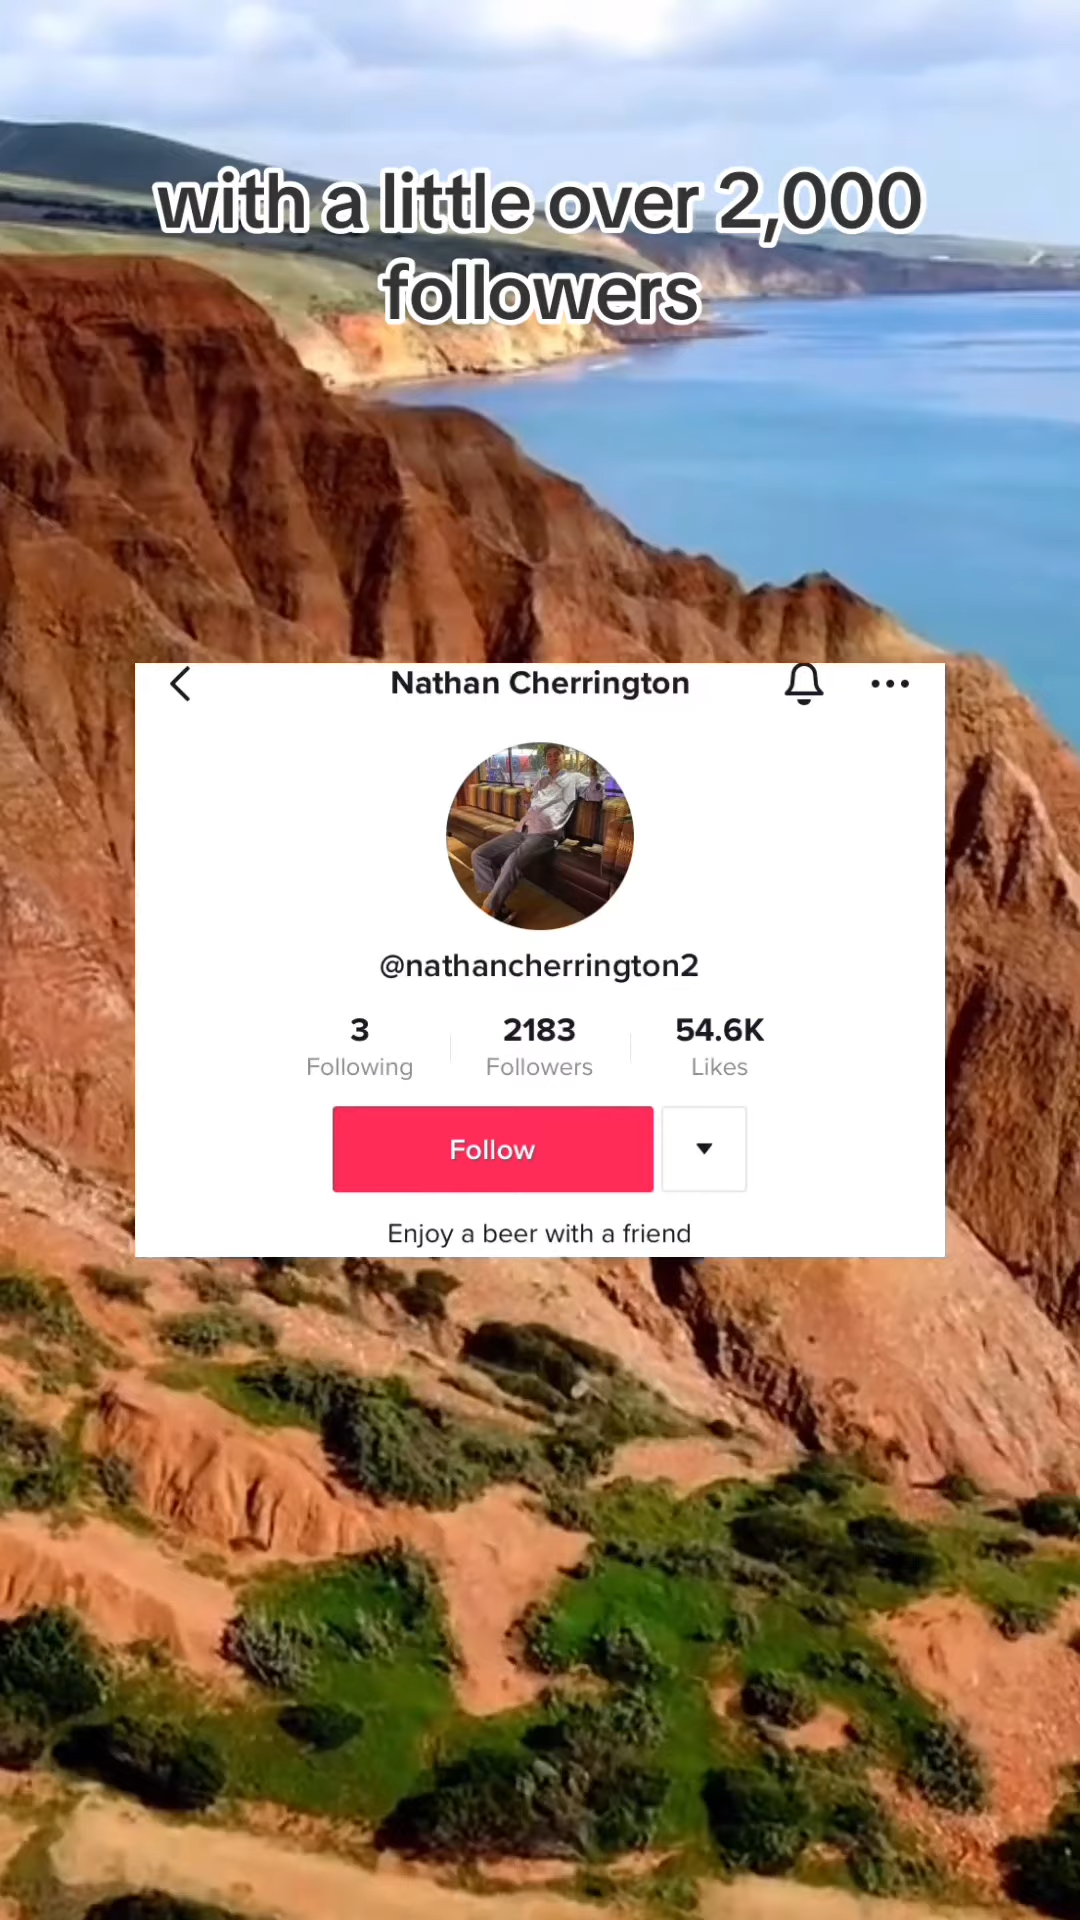 with a little over 2,000
followers
Nathan Cherrington
@nathancherrington2
3 2183 54.6K
Following Followers Likes
Follow
Enjoy a beer with a friend